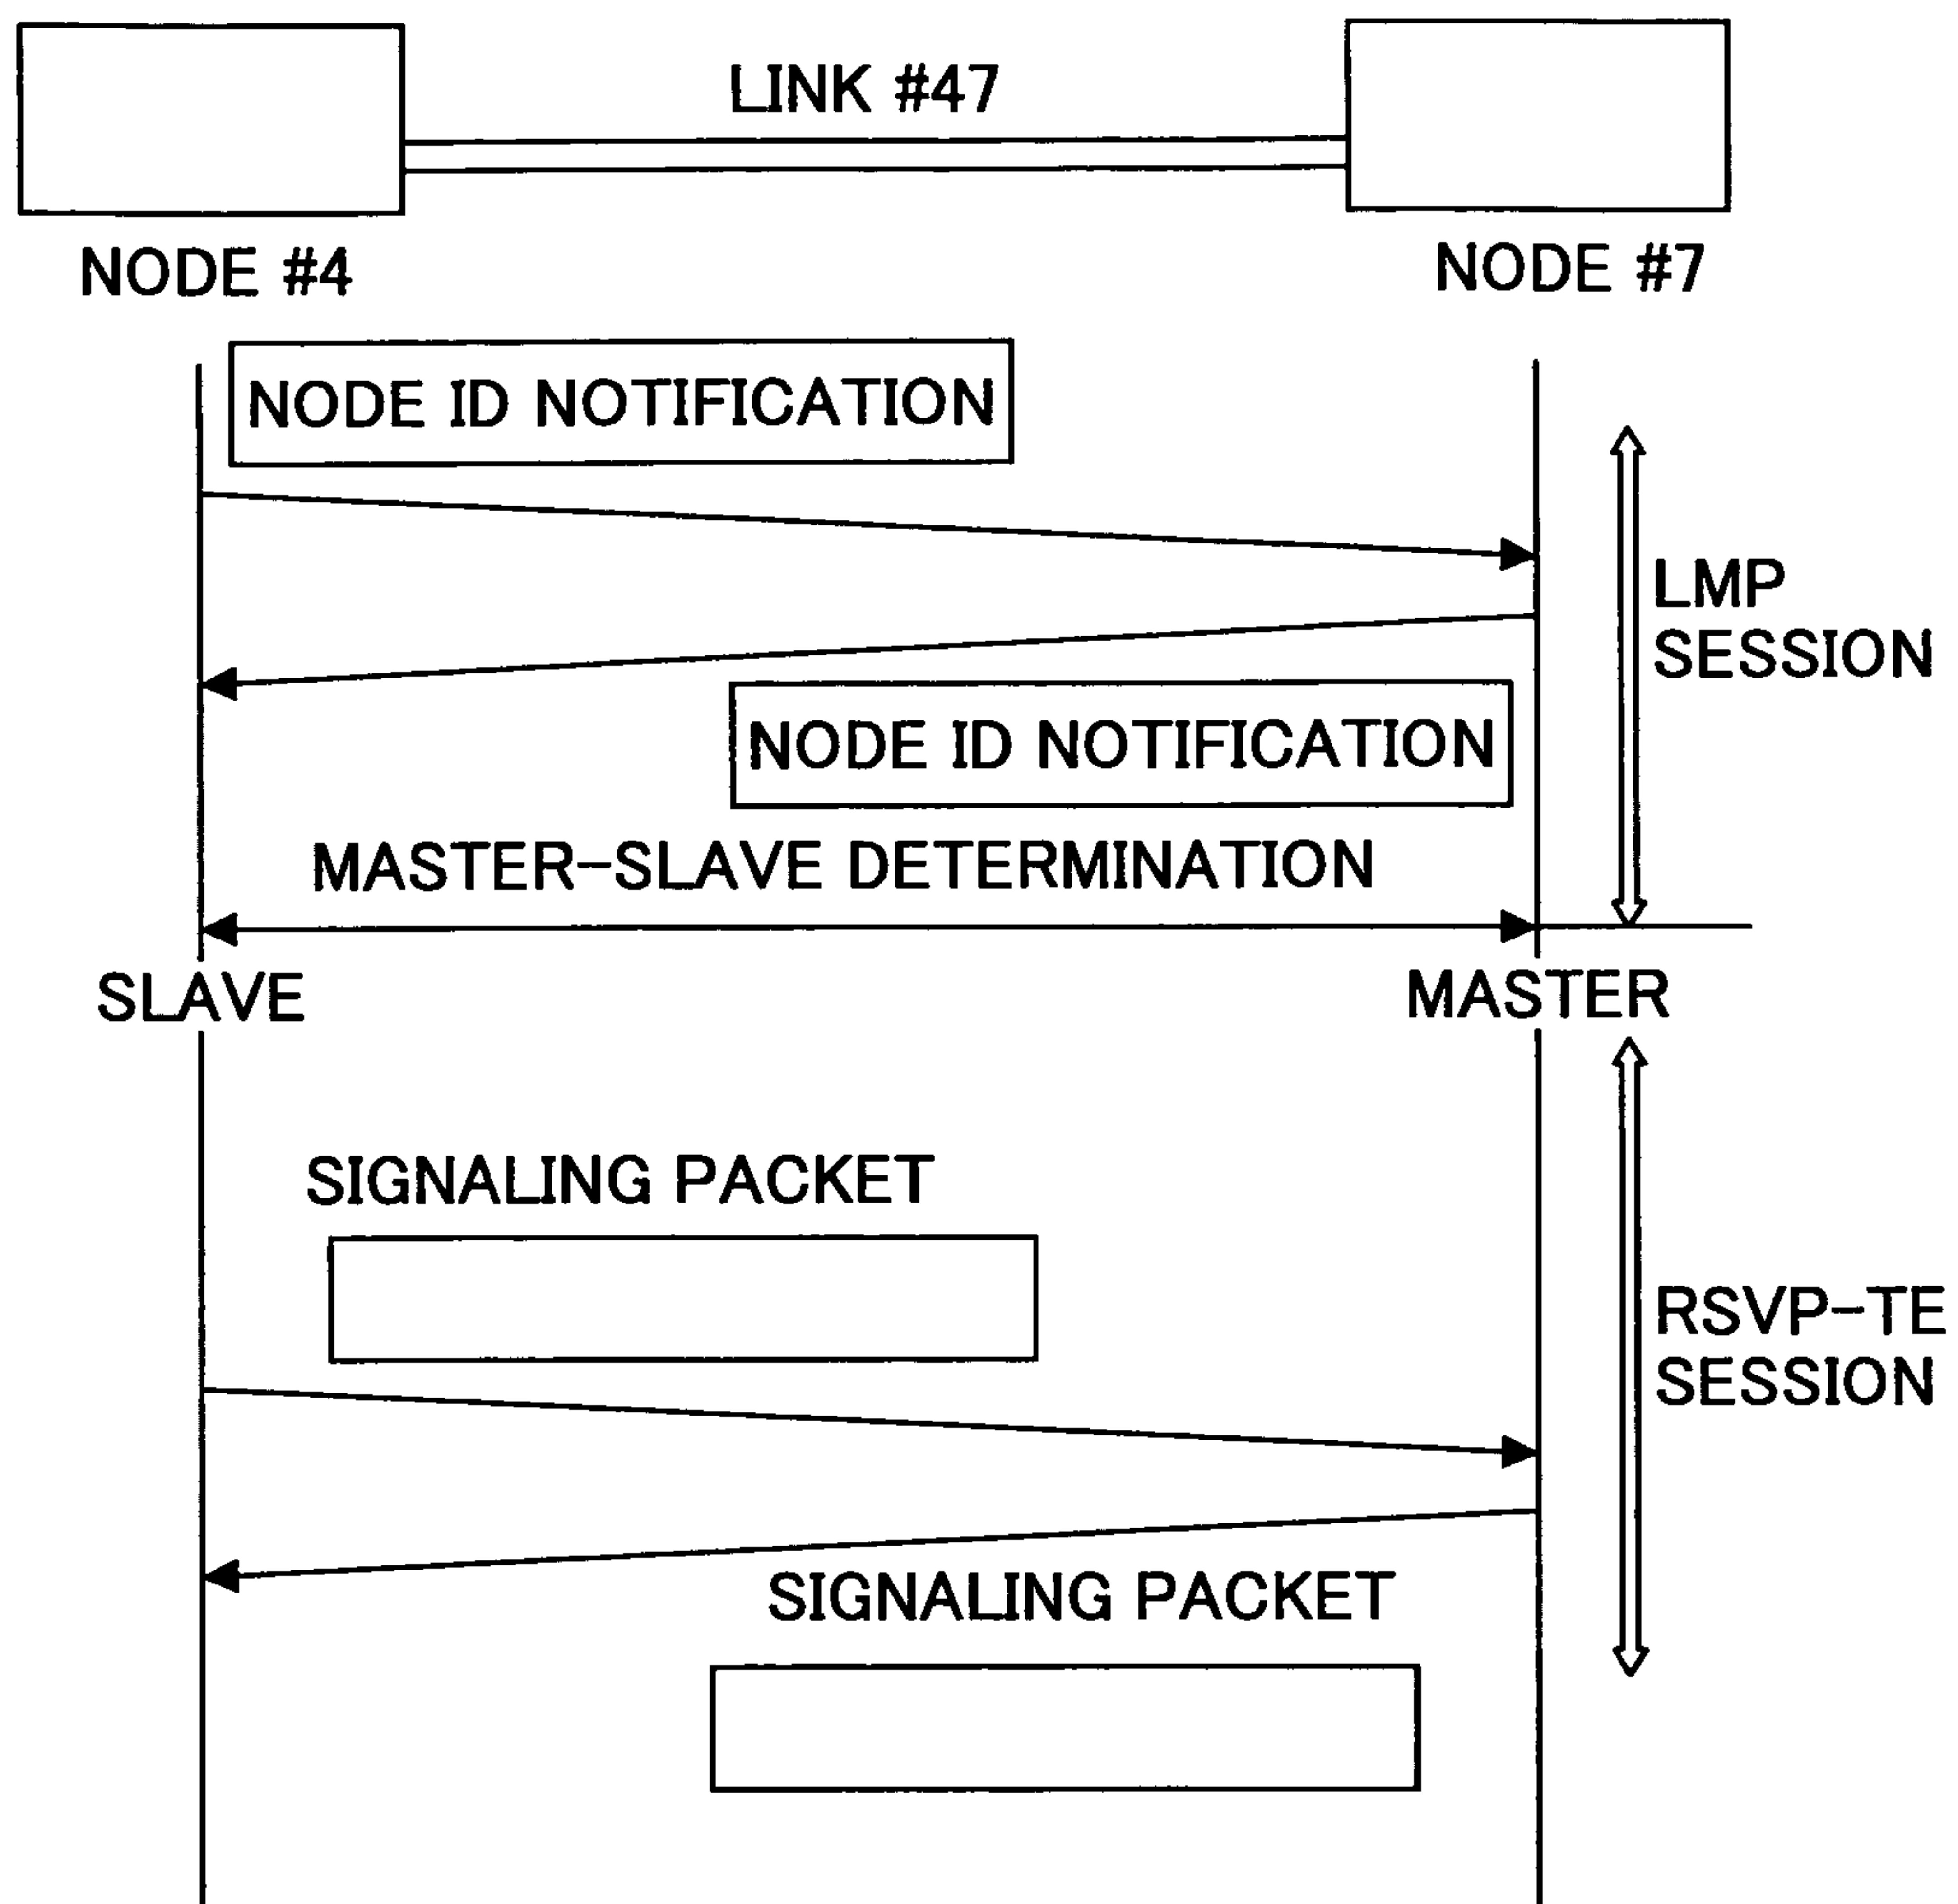 LINK #47
NODE #4
NODE #7
NODE ID NOTIFICATION
LMP
SESSION
NODE ID NOTIFICATION
MASTER-SLAVE DETERMINATION
SLAVE
MASTER
SIGNALING PACKET
RSVP-TE
SESSION
SIGNALING PACKET